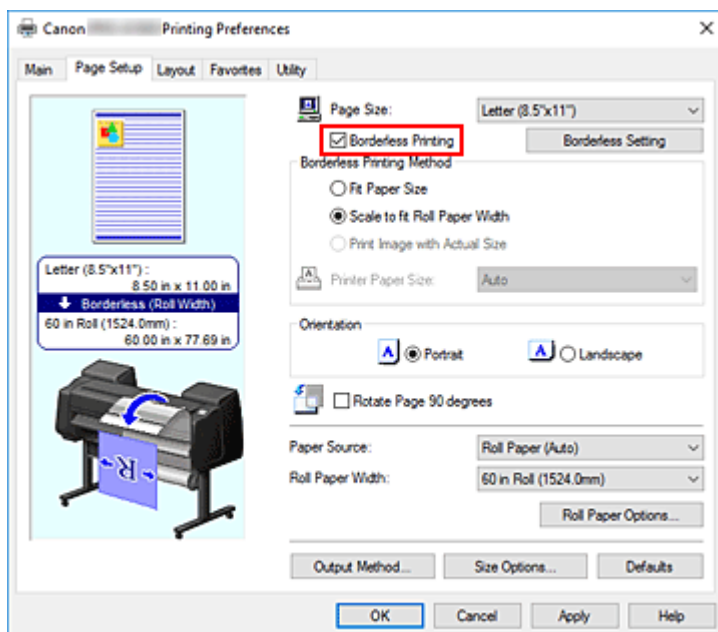 Canon Printing Preferences
Main Page Setup Layout Favorites Utility
Page Size: Letter (8.5"x11")
Borderless Printing Borderless Setting
Borderless Printing Method
Fit Paper Size
Scale to fit Roll Paper Width
Print Image with Actual Size
Printer Paper Size: Auto
Letter (8.5"x11") :
8.50 in x 11.00 in
Borderless (Roll Width)
60 in Roll (1524.0mm) :
60.00 in x 77.69 in
Orientation
A Portrait A Landscape
Rotate Page 90 degrees
R
Paper Source: Roll Paper (Auto)
Roll Paper Width: 60 in Roll (1524.0mm)
Roll Paper Options...
Output Method... Size Options... Defaults
OK Cancel Apply Help